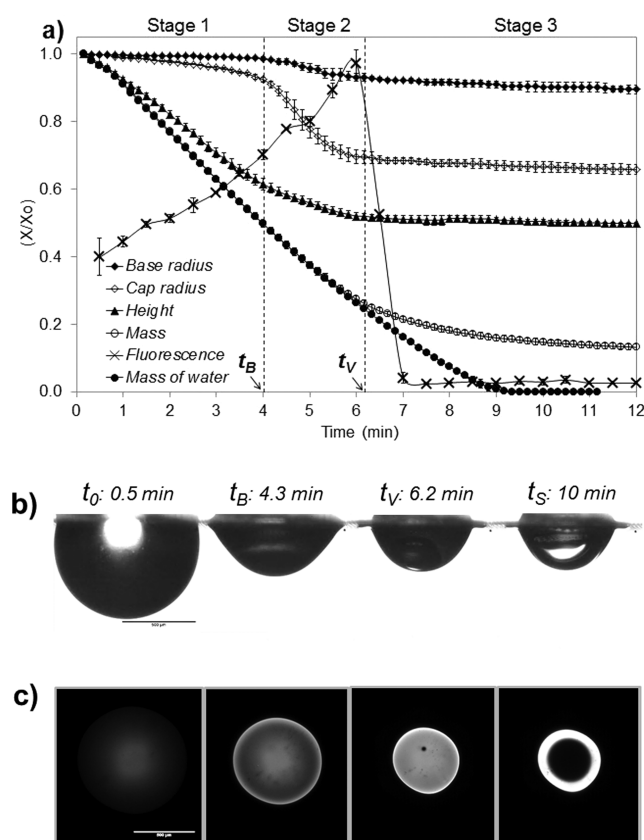 Stage 1 Stage 2 Stage 3
a)
1.0
0.8
0.6
0.4
0.2
0.0
(X/Xo)
Base radius
Cap radius
Height
Mass
Fluorescence
Mass of water
tB
tV
0 1 2 3 4 5 6 7 8 9 10 11 12
Time (min)
b)
t0: 0.5 min tB: 4.3 min tV: 6.2 min tS: 10 min
500 µm
c)